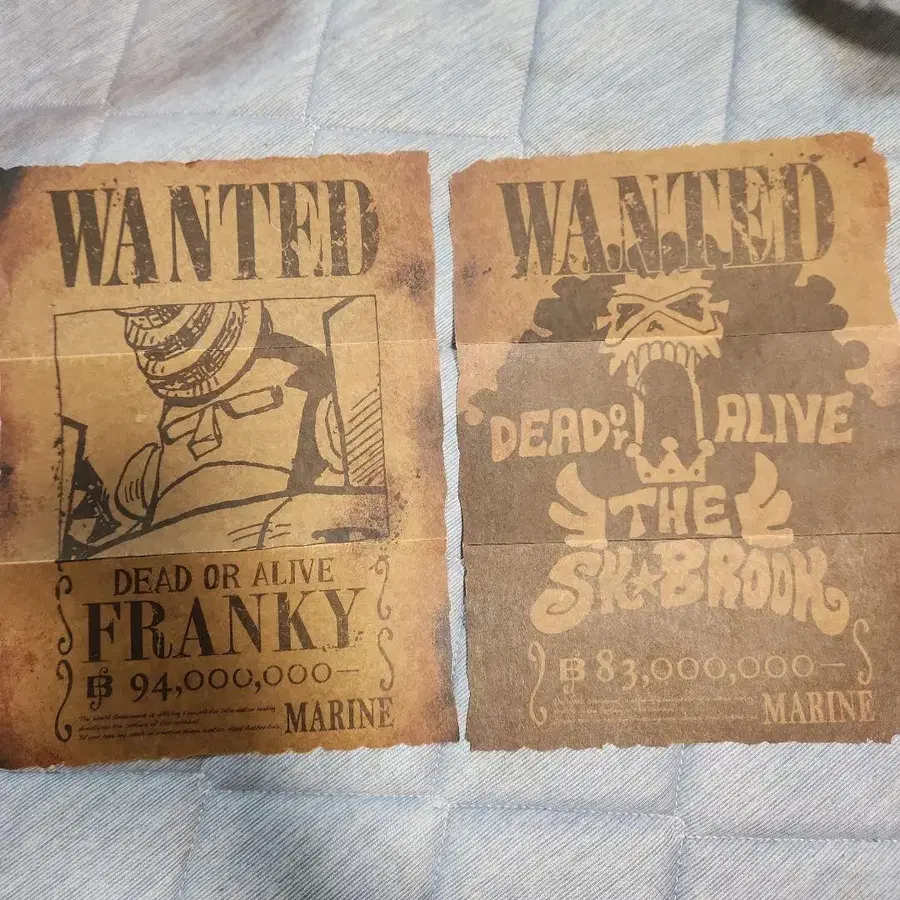 WANTED
DEAD OR ALIVE
FRANKY
฿ 94,000,000—
MARINE
WANTED
DEAD or ALIVE
THE
SK★BROOK
฿ 83,000,000—
MARINE